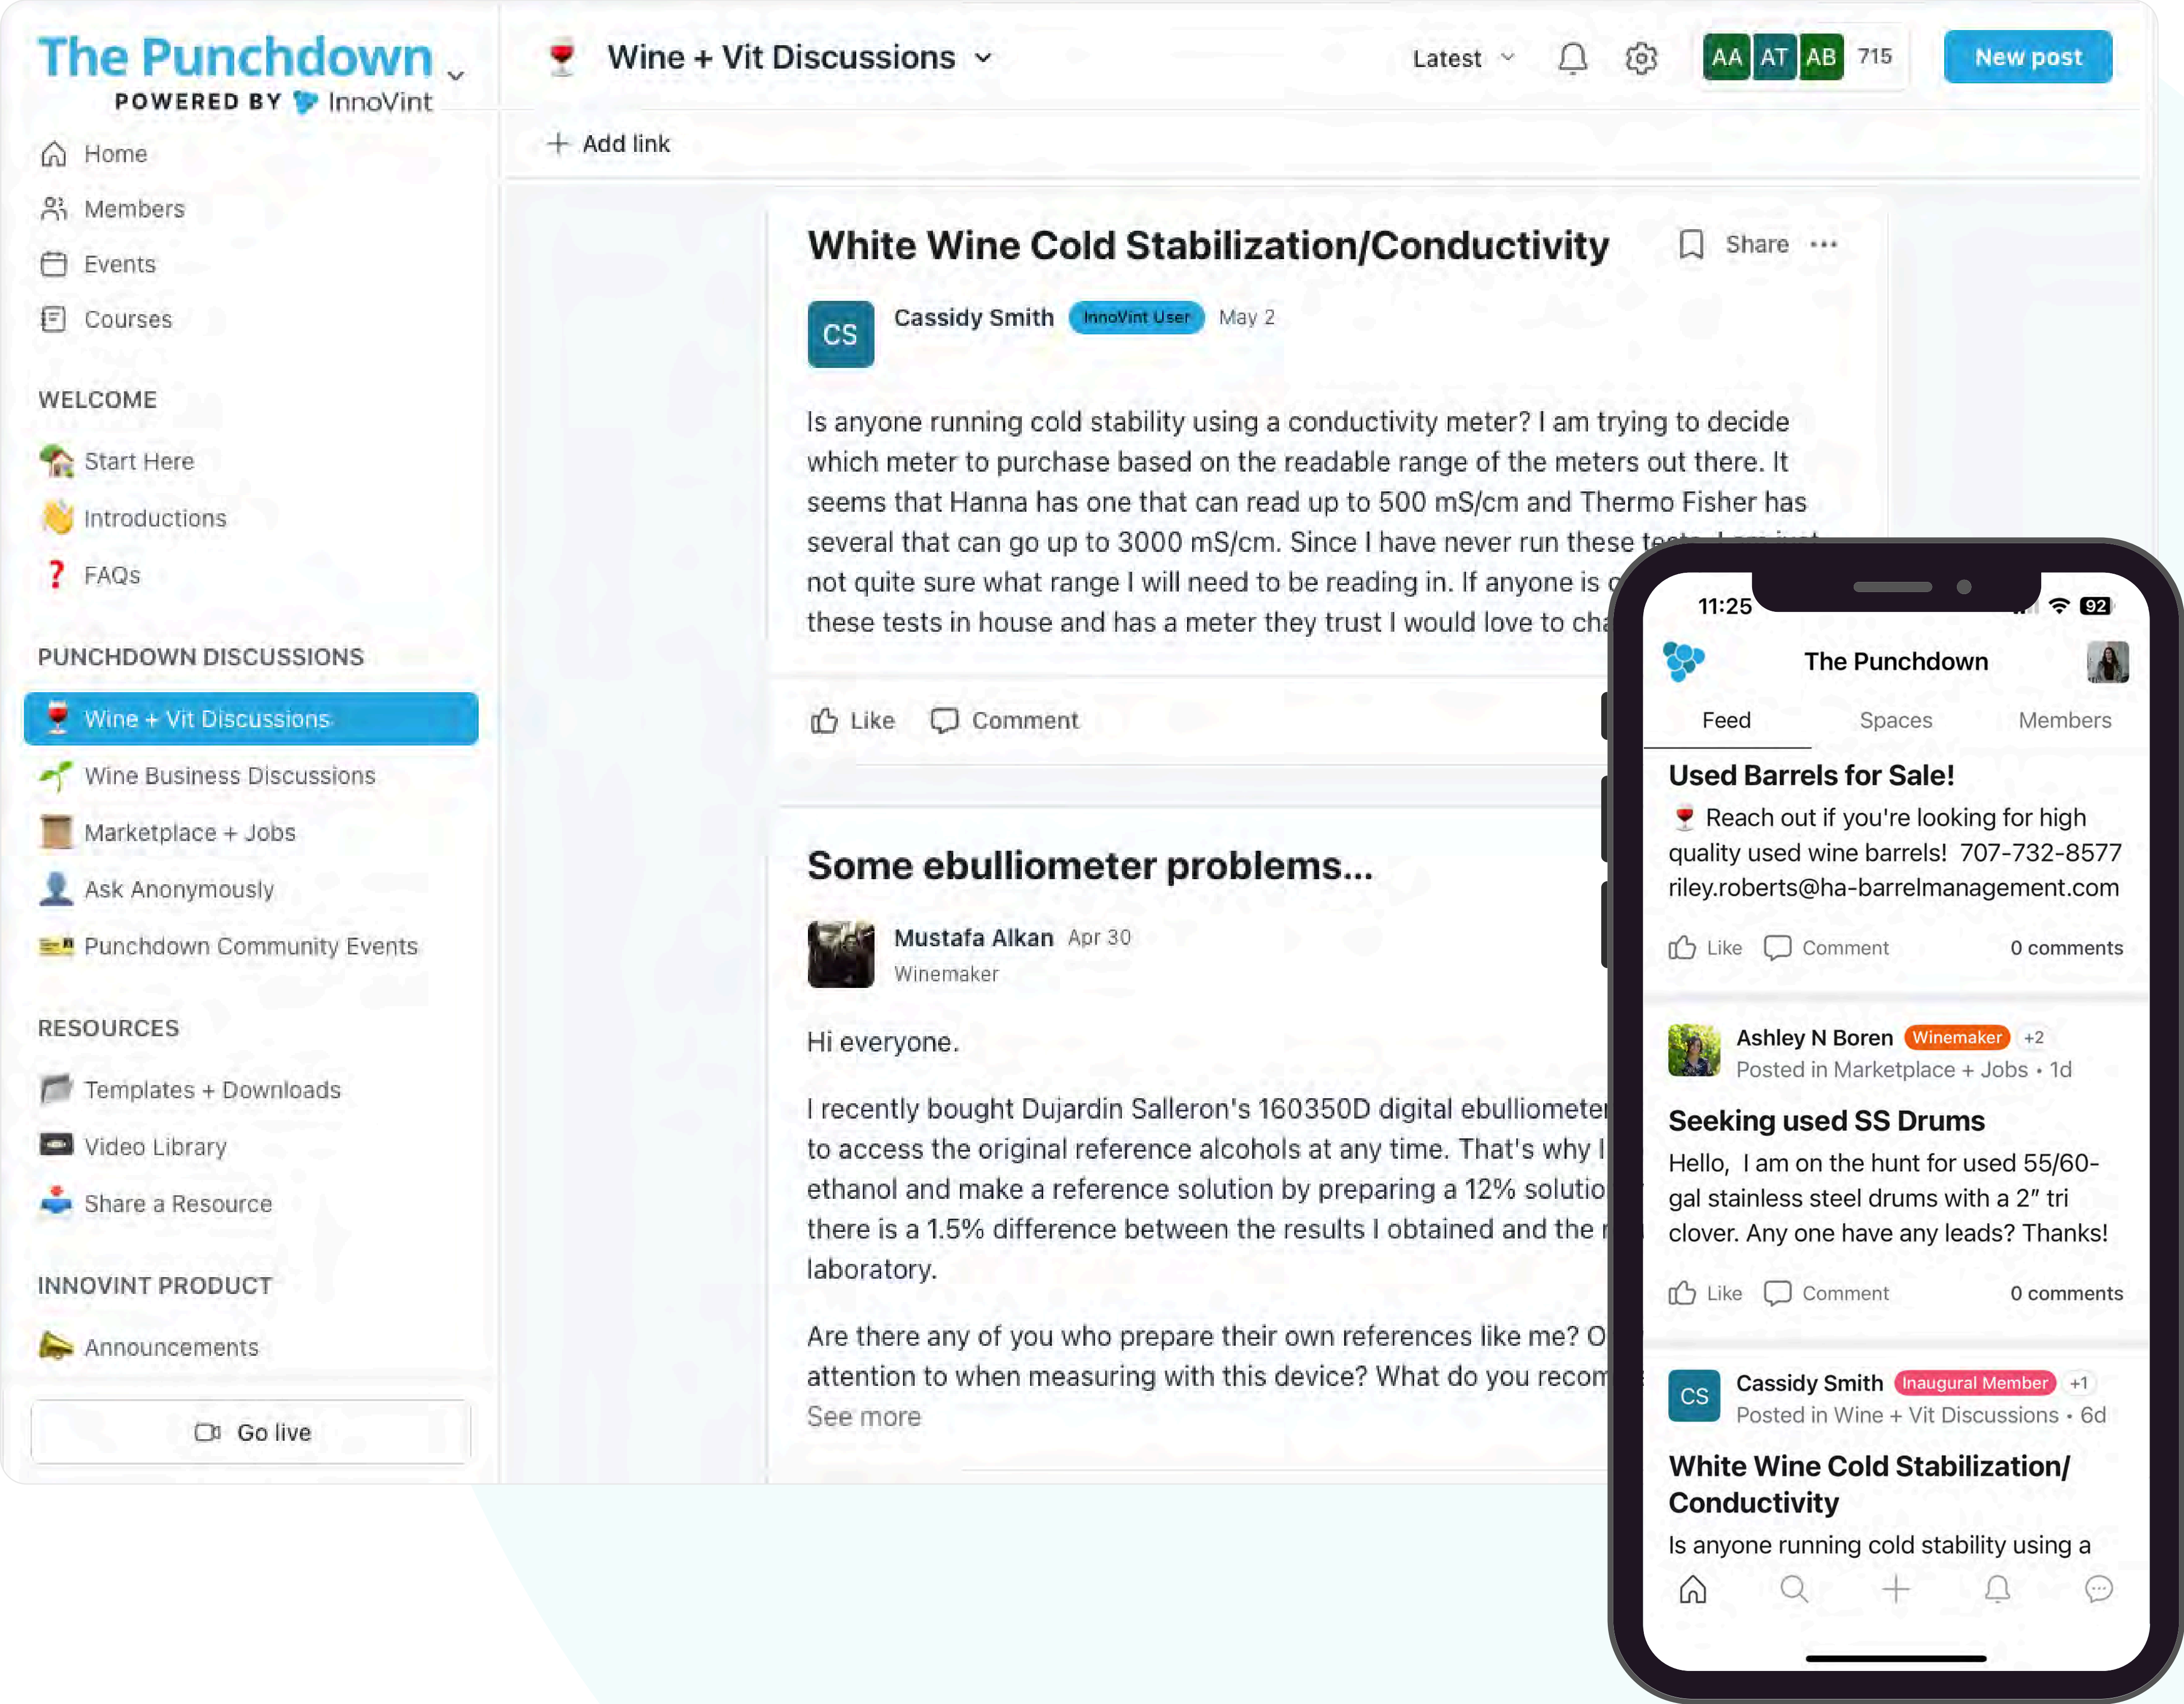 The Punchdown
POWERED BY InnoVint
Home
Members
Events
Courses
WELCOME
Start Here
Introductions
FAQs
PUNCHDOWN DISCUSSIONS
Wine + Vit Discussions
Wine Business Discussions
Marketplace + Jobs
Ask Anonymously
Punchdown Community Events
RESOURCES
Templates + Downloads
Video Library
Share a Resource
INNOVINT PRODUCT
Announcements
Go live
Wine + Vit Discussions
Latest
AA AT AB 715
New post
Add link
White Wine Cold Stabilization/Conductivity
Share
CS
Cassidy Smith InnoVint User May 2
Is anyone running cold stability using a conductivity meter? I am trying to decide
which meter to purchase based on the readable range of the meters out there. It
seems that Hanna has one that can read up to 500 mS/cm and Thermo Fisher has
several that can go up to 3000 mS/cm. Since I have never run these
not quite sure what range I will need to be reading in. If anyone is
these tests in house and has a meter they trust I would love to
Like Comment
Some ebulliometer problems...
Mustafa Alkan Apr 30
Winemaker
Hi everyone.
I recently bought Dujardin Salleron's 160350D digital ebulliometer
to access the original reference alcohols at any time. That's why I
ethanol and make a reference solution by preparing a 12%
there is a 1.5% difference between the results I obtained and the
laboratory.
Are there any of you who prepare their own references like me?
attention to when measuring with this device? What do you
See more
11:25
92
The Punchdown
Feed Spaces Members
Used Barrels for Sale!
Reach out if you're looking for high
quality used wine barrels! 707-732-8577
riley.roberts@ha-barrelmanagement.com
Like Comment 0 comments
Ashley N Boren Winemaker +2
Posted in Marketplace + Jobs • 1d
Seeking used SS Drums
Hello, I am on the hunt for used 55/60-
gal stainless steel drums with a 2” tri
clover. Any one have any leads? Thanks!
Like Comment 0 comments
CS
Cassidy Smith Inaugural Member +1
Posted in Wine + Vit Discussions • 6d
White Wine Cold Stabilization/
Conductivity
Is anyone running cold stability using a